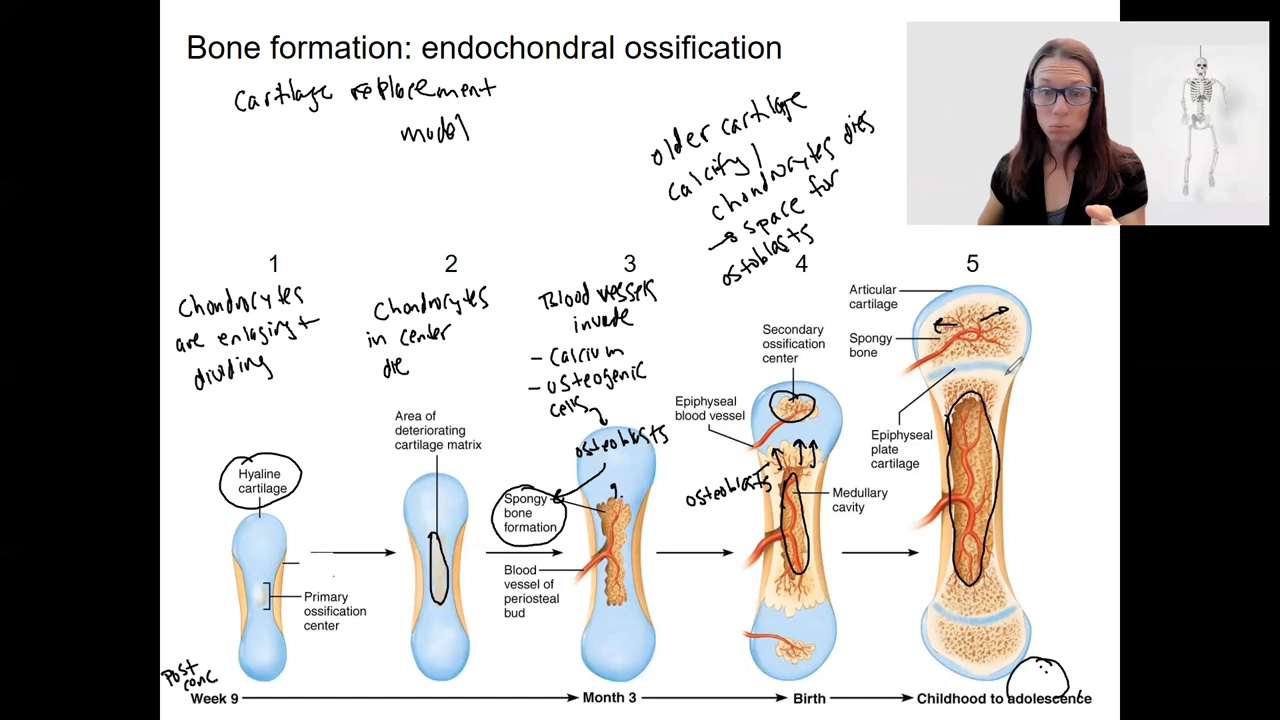 Bone formation: endochondral ossification
cartilage replacement
model
older cartilage
calcify /
chondrocytes dies
→ space for
ostoblasts
1
chondrocytes
are enlaging +
dividing
2
chondrocytes
in center
die
3
Blood vessels
invade
- calcium
- osteogenic
cells
osteoblasts
4
5
Hyaline
cartilage
Primary
ossification
center
Area of
deteriorating
cartilage matrix
Spongy
bone
formation
Blood
vessel of
periosteal
bud
Secondary
ossification
center
Epiphyseal
blood vessel
osteoblasts
Medullary
cavity
Articular
cartilage
Spongy
bone
Epiphyseal
plate
cartilage
Post
conc
Week 9
Month 3
Birth
Childhood to adolescence